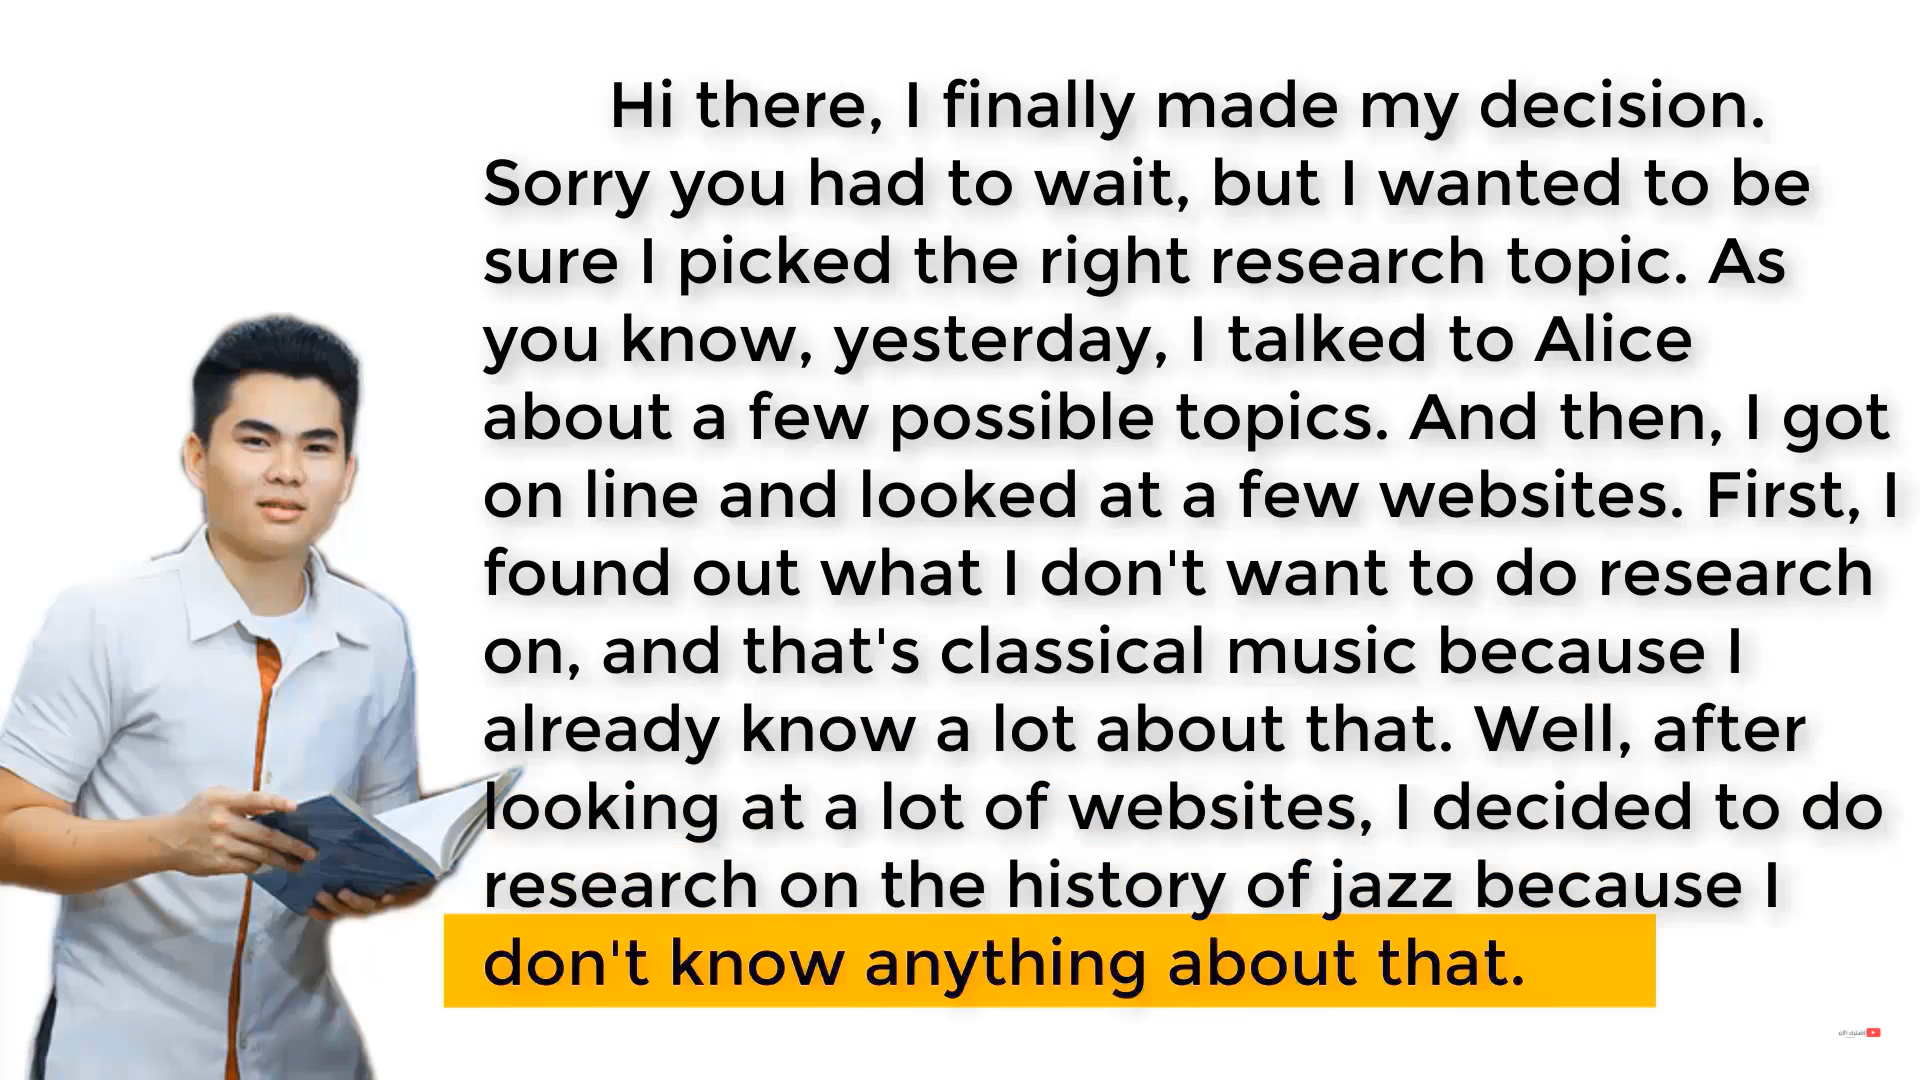 Hi there, I finally made my decision.
Sorry you had to wait, but I wanted to be
sure I picked the right research topic. As
you know, yesterday, I talked to Alice
about a few possible topics. And then, I got
on line and looked at a few websites. First, I
found out what I don't want to do research
on, and that's classical music because I
already know a lot about that. Well, after
looking at a lot of websites, I decided to do
research on the history of jazz because I
don't know anything about that.